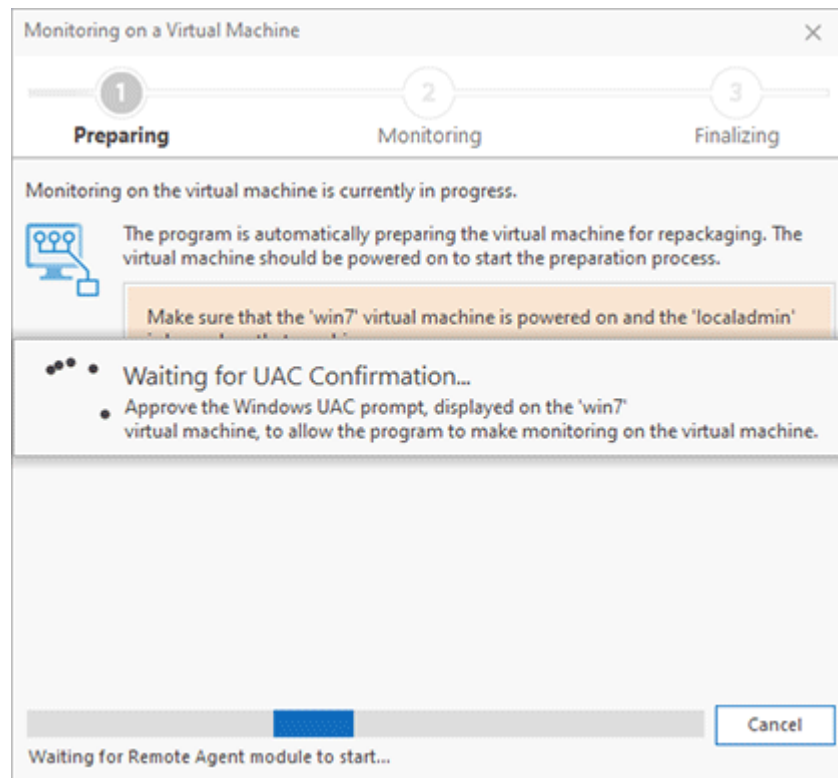 Monitoring on a Virtual Machine
1
2
3
Preparing
Monitoring
Finalizing
Monitoring on the virtual machine is currently in progress.
The program is automatically preparing the virtual machine for repackaging. The
virtual machine should be powered on to start the preparation process.
Make sure that the 'win7' virtual machine is powered on and the 'localadmin'
Waiting for UAC Confirmation...
Approve the Windows UAC prompt, displayed on the 'win7'
virtual machine, to allow the program to make monitoring on the virtual machine.
Cancel
Waiting for Remote Agent module to start...